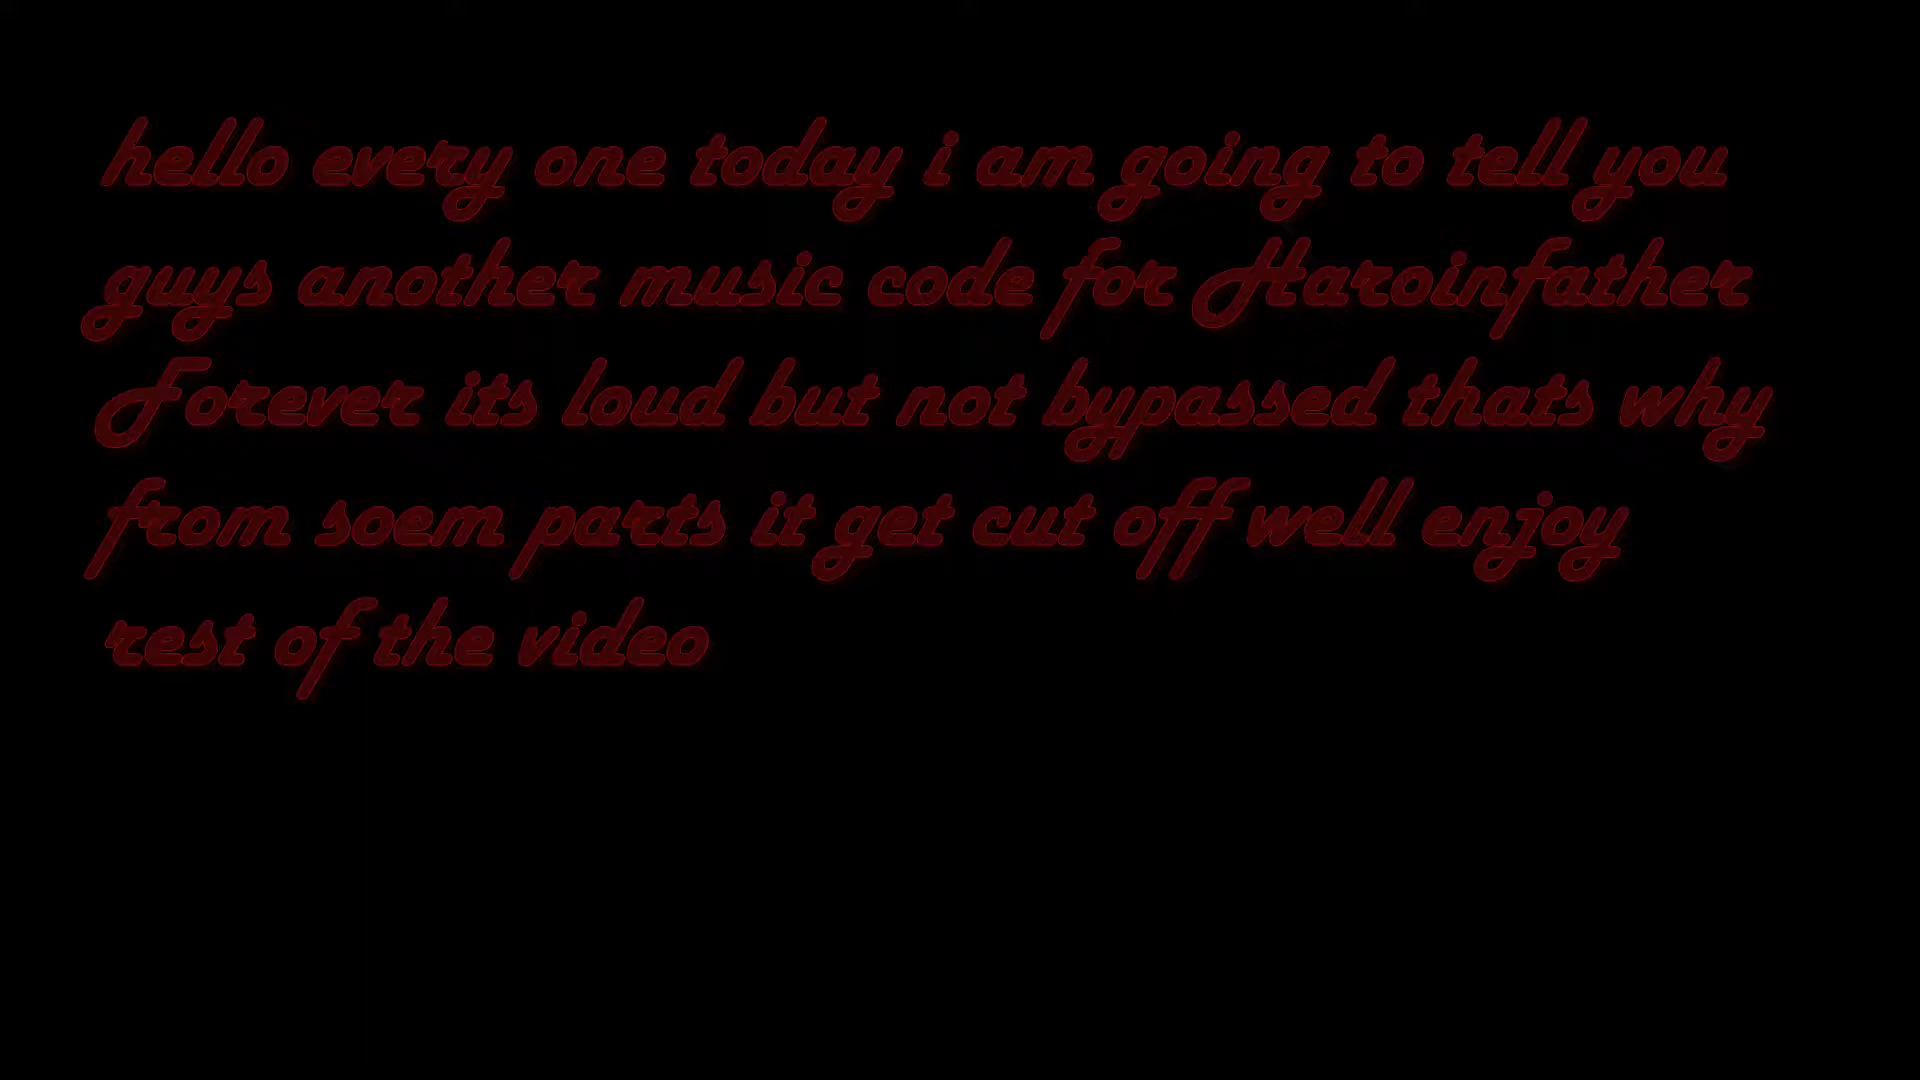 hello every one today i am going to tell you
guys another music code for Haroinfather
Forever its loud but not bypassed thats why
from soem parts it get cut off well enjoy
rest of the video